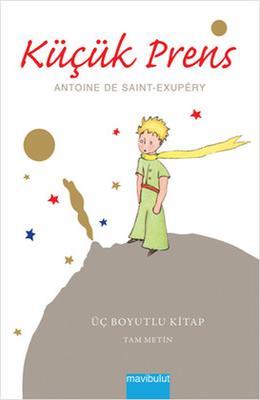 Küçük Prens
ANTOINE DE SAINT-EXUPÉRY
ÜÇ BOYUTLU KİTAP
TAM METİN
mavibulut